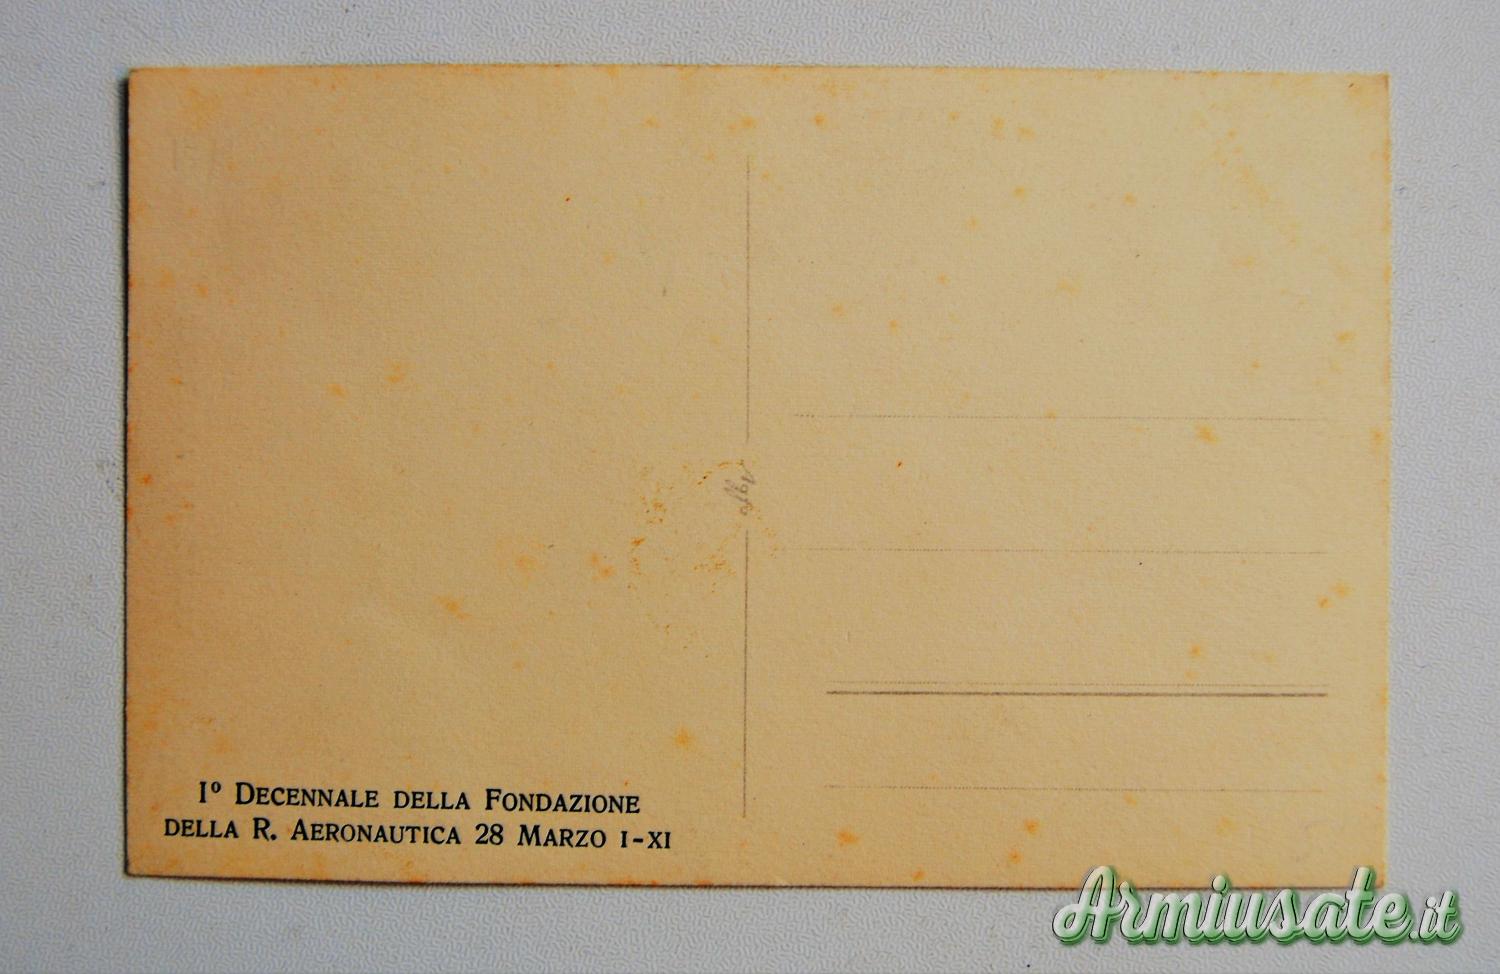 Iº DECENNALE DELLA FONDAZIONE
DELLA R. AERONAUTICA 28 MARZO I-XI
Armiusate.it